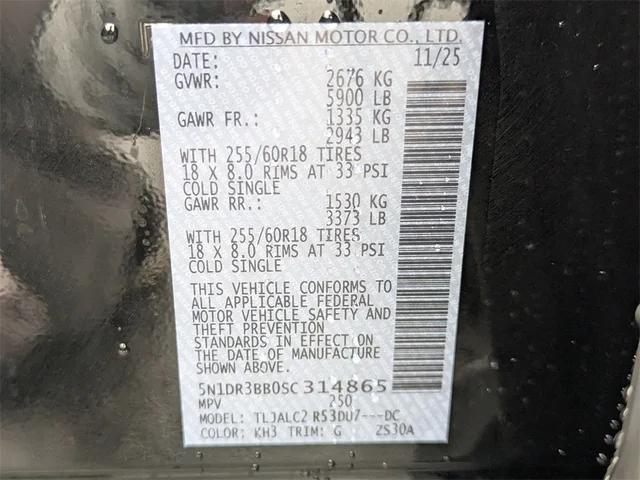 MFD BY NISSAN MOTOR CO., LTD.
DATE: 11/25
GVWR: 2676 KG
5900 LB
GAWR FR.: 1335 KG
2943 LB
WITH 255/60R18 TIRES
18 X 8.0 RIMS AT 33 PSI
COLD SINGLE
GAWR RR.: 1530 KG
3373 LB
WITH 255/60R18 TIRES
18 X 8.0 RIMS AT 33 PSI
COLD SINGLE
THIS VEHICLE CONFORMS TO
ALL APPLICABLE FEDERAL
MOTOR VEHICLE SAFETY AND
THEFT PREVENTION
STANDARDS IN EFFECT ON
THE DATE OF MANUFACTURE
SHOWN ABOVE.
5N1DR3BB0SC314865
MPV 250
MODEL: TLJALC2 R53DU7---DC
COLOR: KH3 TRIM: G ZS30A